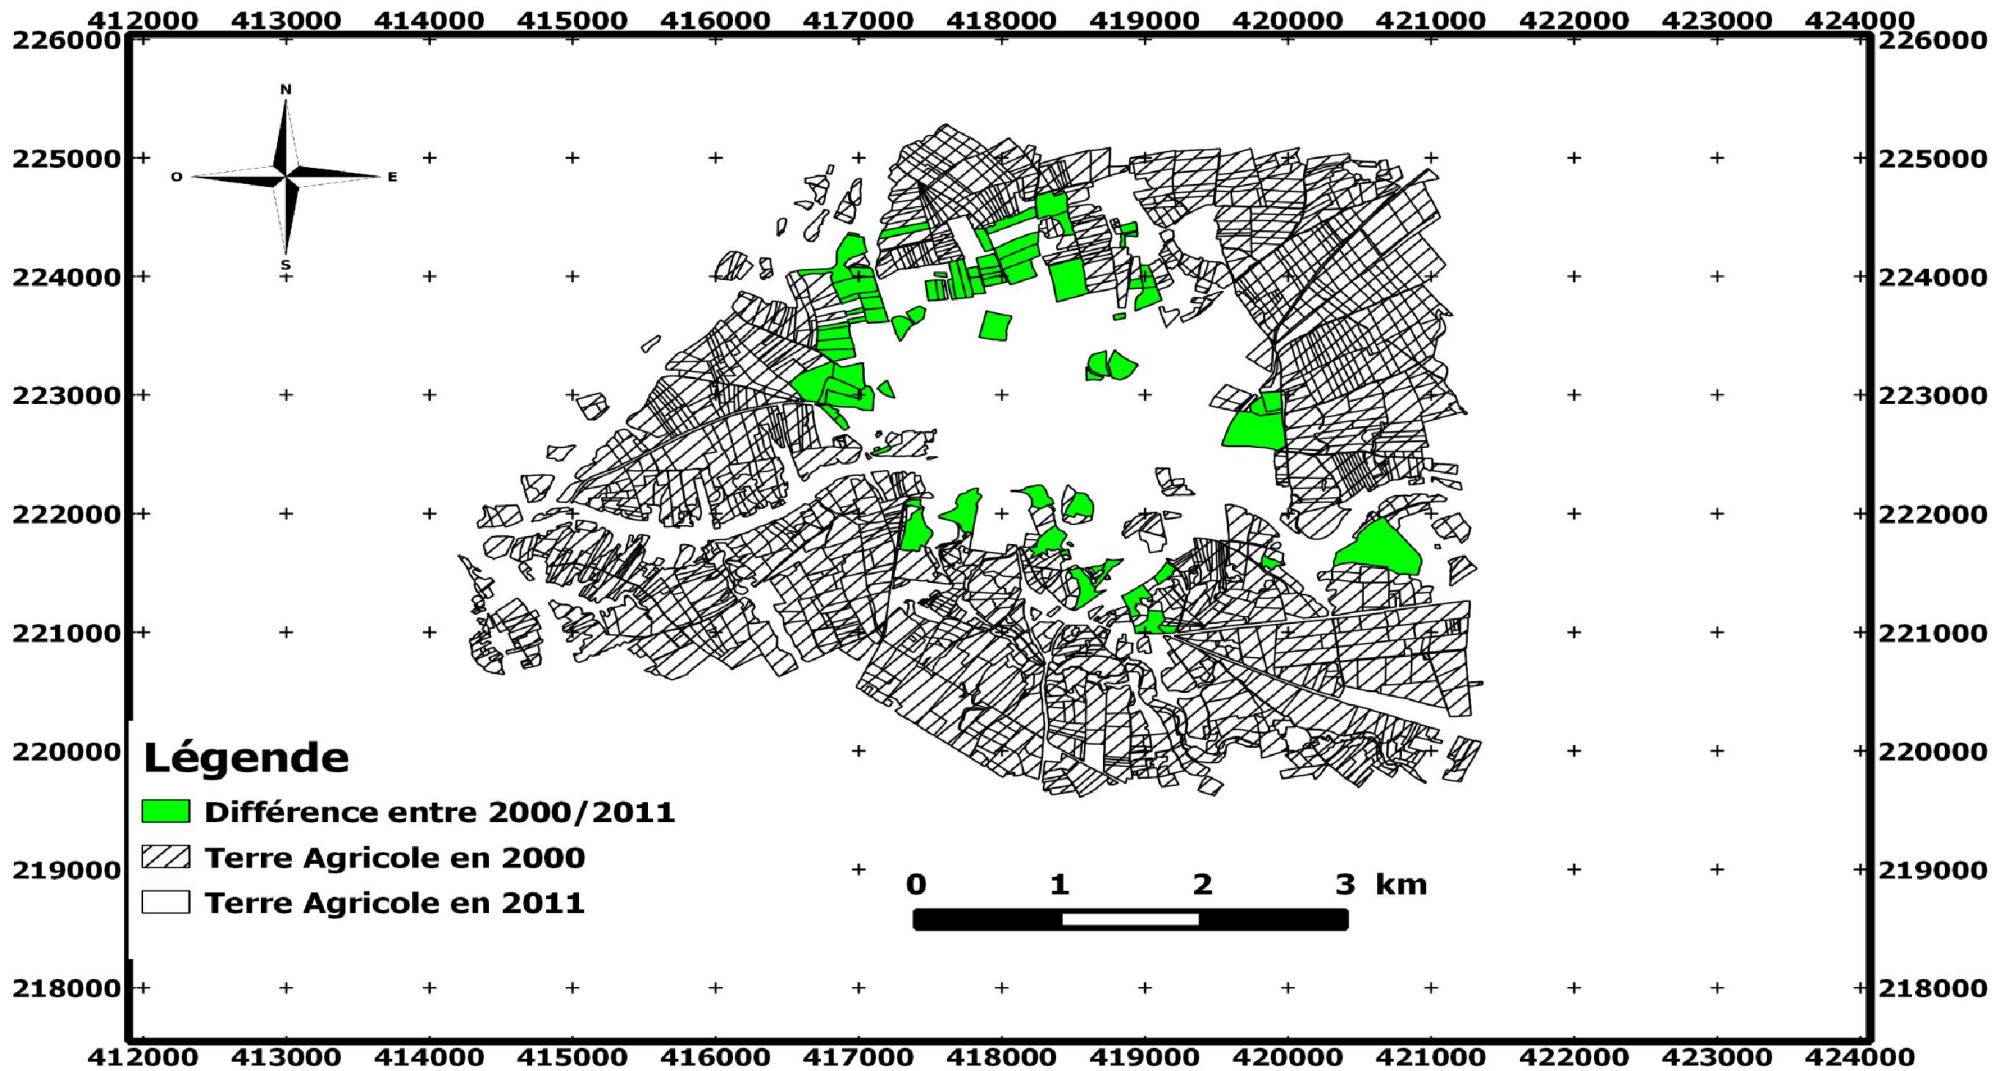 412000 413000 414000 415000 416000 417000 418000 419000 420000 421000 422000 423000 424000
226000 226000
N
225000 225000
O E
S
224000 224000
223000 223000
222000 222000
221000 221000
220000 220000
Légende
Différence entre 2000/2011
Terre Agricole en 2000
219000 219000
0 1 2 3 km
Terre Agricole en 2011
218000 218000
412000 413000 414000 415000 416000 417000 418000 419000 420000 421000 422000 423000 424000